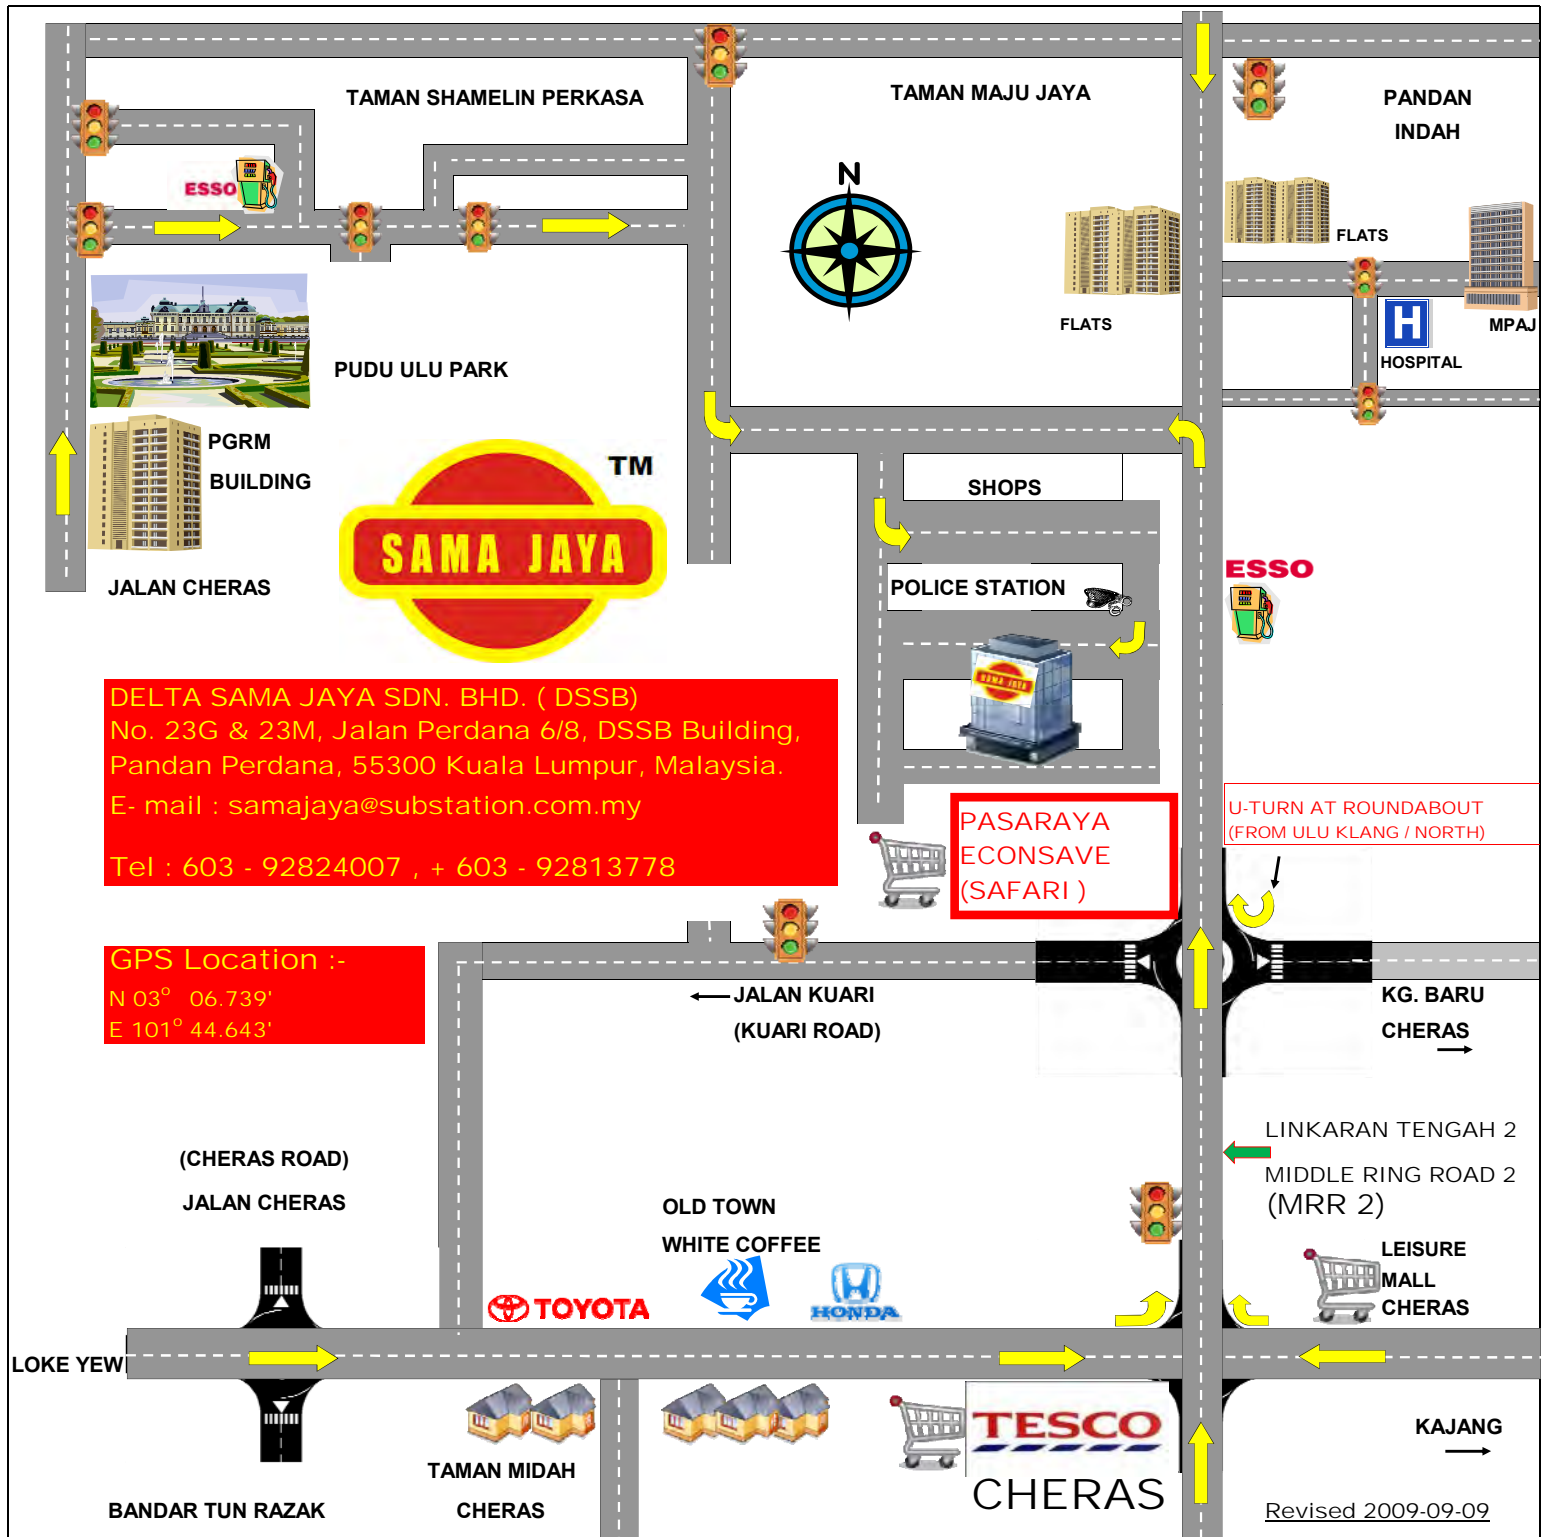 TAMAN SHAMELIN PERKASA
TAMAN MAJU JAYA
PANDAN
INDAH
ESSO
N
FLATS
FLATS
MPAJ
H
HOSPITAL
PUDU ULU PARK
PGRM
BUILDING
JALAN CHERAS
TM
SAMA JAYA
SHOPS
POLICE STATION
ESSO
SAMA JAYA
DELTA SAMA JAYA SDN. BHD. ( DSSB)
No. 23G & 23M, Jalan Perdana 6/8, DSSB Building,
Pandan Perdana, 55300 Kuala Lumpur, Malaysia.
E- mail : samajaya@substation.com.my
Tel : 603 - 92824007 , + 603 - 92813778
PASARAYA
ECONSAVE
(SAFARI )
U-TURN AT ROUNDABOUT
(FROM ULU KLANG / NORTH)
GPS Location :-
N 03° 06.739'
E 101° 44.643'
JALAN KUARI
(KUARI ROAD)
KG. BARU
CHERAS
LINKARAN TENGAH 2
MIDDLE RING ROAD 2
(MRR 2)
(CHERAS ROAD)
JALAN CHERAS
OLD TOWN
WHITE COFFEE
TOYOTA
HONDA
LEISURE
MALL
CHERAS
LOKE YEW
TAMAN MIDAH
CHERAS
BANDAR TUN RAZAK
TESCO
CHERAS
KAJANG
Revised 2009-09-09